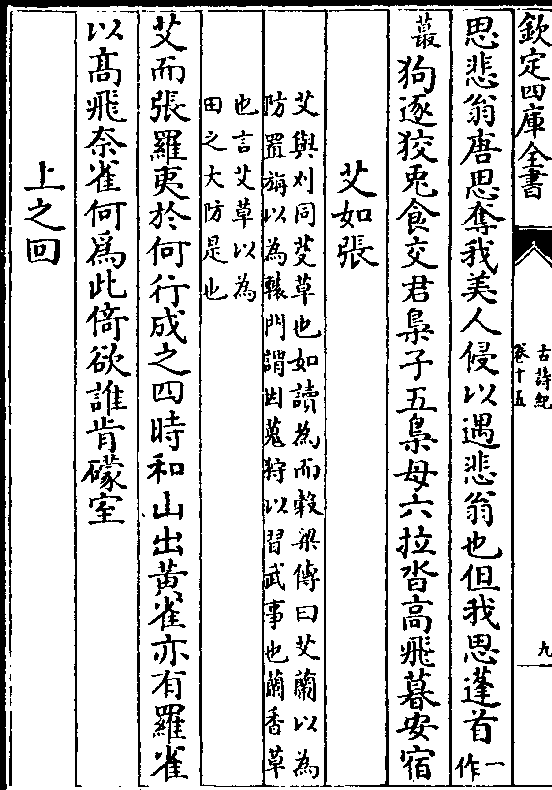 欽定四庫全書
古詩紀
卷十五
九
思悲翁唐思奪我美人侵以遇悲翁也但我思蓬首一作
蕞狗逐狡兎食交君梟子五梟母六拉沓高飛暮安宿
艾如張
艾與刈同芟草也如讀為而榖梁傳曰艾蘭以為
防置旃以為轅門謂因蒐狩以習武事也蘭香草
也言艾草以為
田之大防是也
艾而張羅夷於何行成之四時和山出黃雀亦有羅雀
以髙飛奈雀何為此倚欲誰肯礞室
上之回